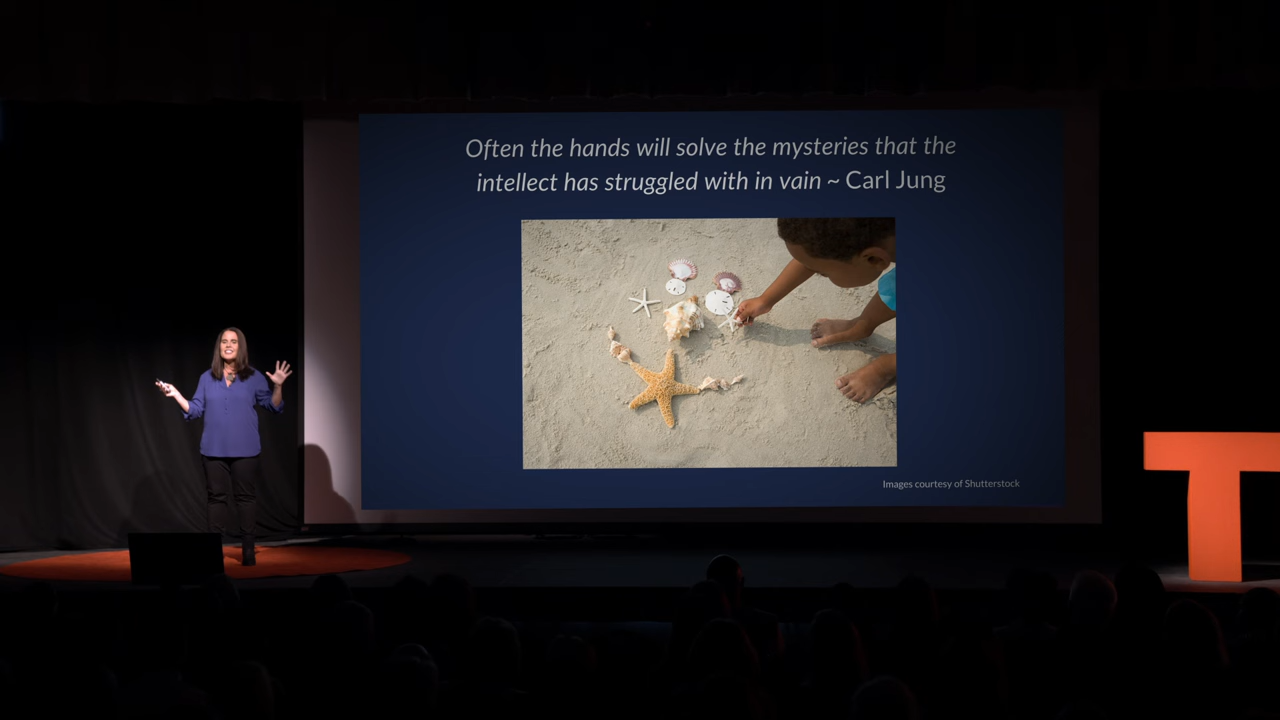 Often the hands will solve the mysteries that the
intellect has struggled with in vain ~ Carl Jung
Images courtesy of Shutterstock
T